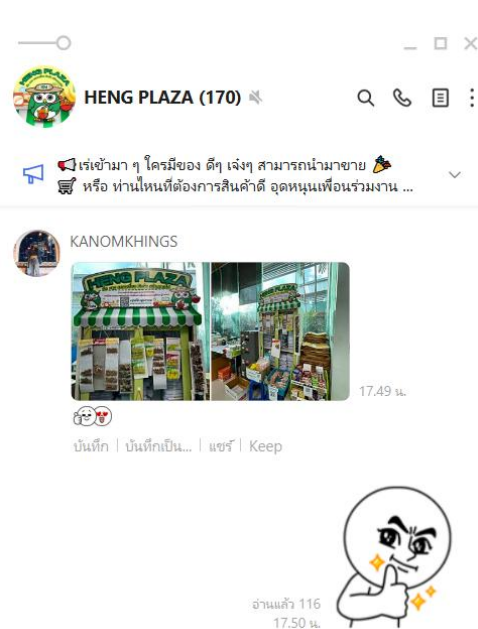 HENG PLAZA (170)
📢เร่เข้ามา ๆ ใครมีของ ดีๆ เจ๋งๆ สามารถนำมาขาย 🎉
🛒 หรือ ท่านไหนที่ต้องการสินค้าดี อุดหนุนเพื่อนร่วมงาน ...
KANOMKHINGS
HENG PLAZA
HENG PLAZA
17.49 น.
บันทึก | บันทึกเป็น... | แชร์ | Keep
อ่านแล้ว 116
17.50 น.